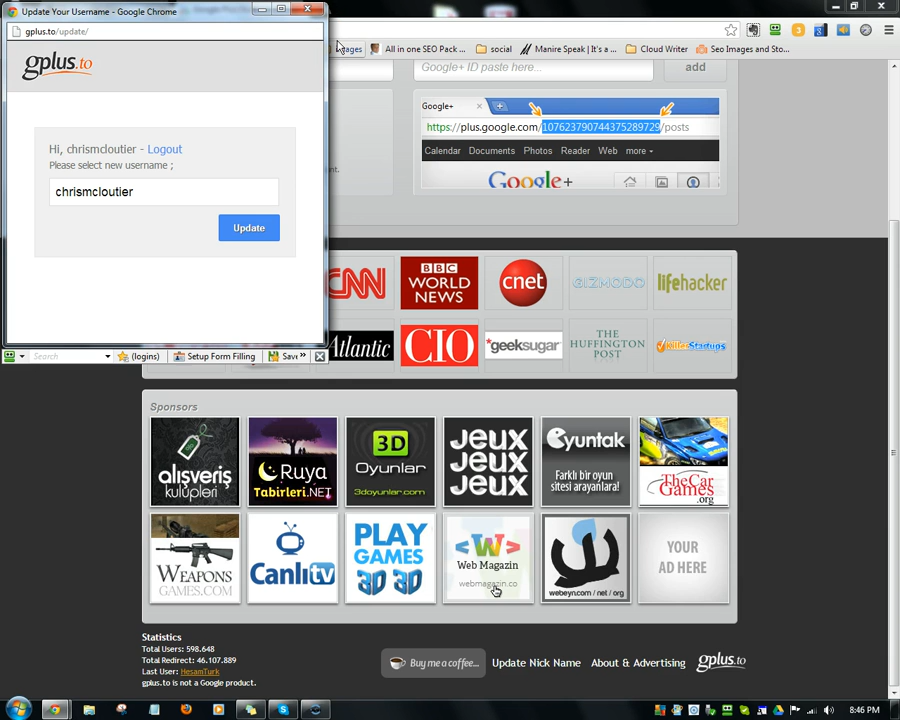 Update Your Username - Google Chrome
gplus.to/update/
gplus.to
Hi, chrismcloutier - Logout
Please select new username ;
chrismcloutier
Update
Search
(logins)
Setup Form Filling
Save
ages
All in one SEO Pack ...
social
Manire Speak | It's a ...
Cloud Writer
Seo Images and Sto...
Google+ ID paste here...
add
Google+
https://plus.google.com/107623790744375289729/posts
Calendar Documents Photos Reader Web more
Google+
nt.
CNN
BBC
WORLD
NEWS
cnet
GIZMODO
lifehacker
Atlantic
CIO
*geeksugar
THE
HUFFINGTON
POST
KillerStartups
Sponsors
alışveriş
kulüpleri
Ruya
Tabirleri.NET
3D
Oyunlar
3doyunlar.com
JEUX
JEUX
JEUX
Oyuntak
Farklı bir oyun
sitesi arayanlara!
TheCar
Games
.org
WEAPONS
GAMES.COM
Canlıtv
PLAY
GAMES
3D 3D
<W>
Web Magazin
webmagazin.co
webeyn.com / net / org
YOUR
AD HERE
Statistics
Total Users: 598.648
Total Redirect: 46.107.889
Last User: HesamTurk
gplus.to is not a Google product.
Buy me a coffee...
Update Nick Name
About & Advertising
gplus.to
8:46 PM